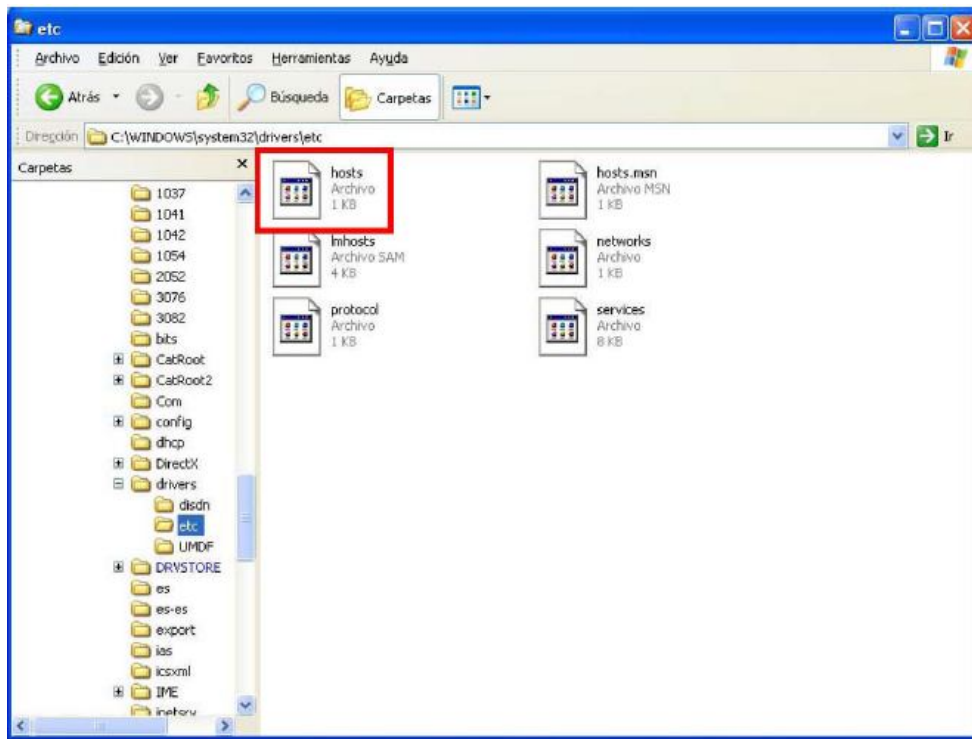 etc
Archivo Edición Ver Favoritos Herramientas Ayuda
Atrás Búsqueda Carpetas
Dirección C:\WINDOWS\system32\drivers\etc Ir
Carpetas
1037
1041
1042
1054
2052
3076
3082
bits
CatRoot
CatRoot2
Com
config
dhcp
DirectX
drivers
disdn
etc
UMDF
DRVSTORE
es
es-es
export
ias
icsxml
IME
inetsrv
hosts
Archivo
1 KB
hosts.msn
Archivo MSN
1 KB
lmhosts
Archivo SAM
4 KB
networks
Archivo
1 KB
protocol
Archivo
1 KB
services
Archivo
8 KB